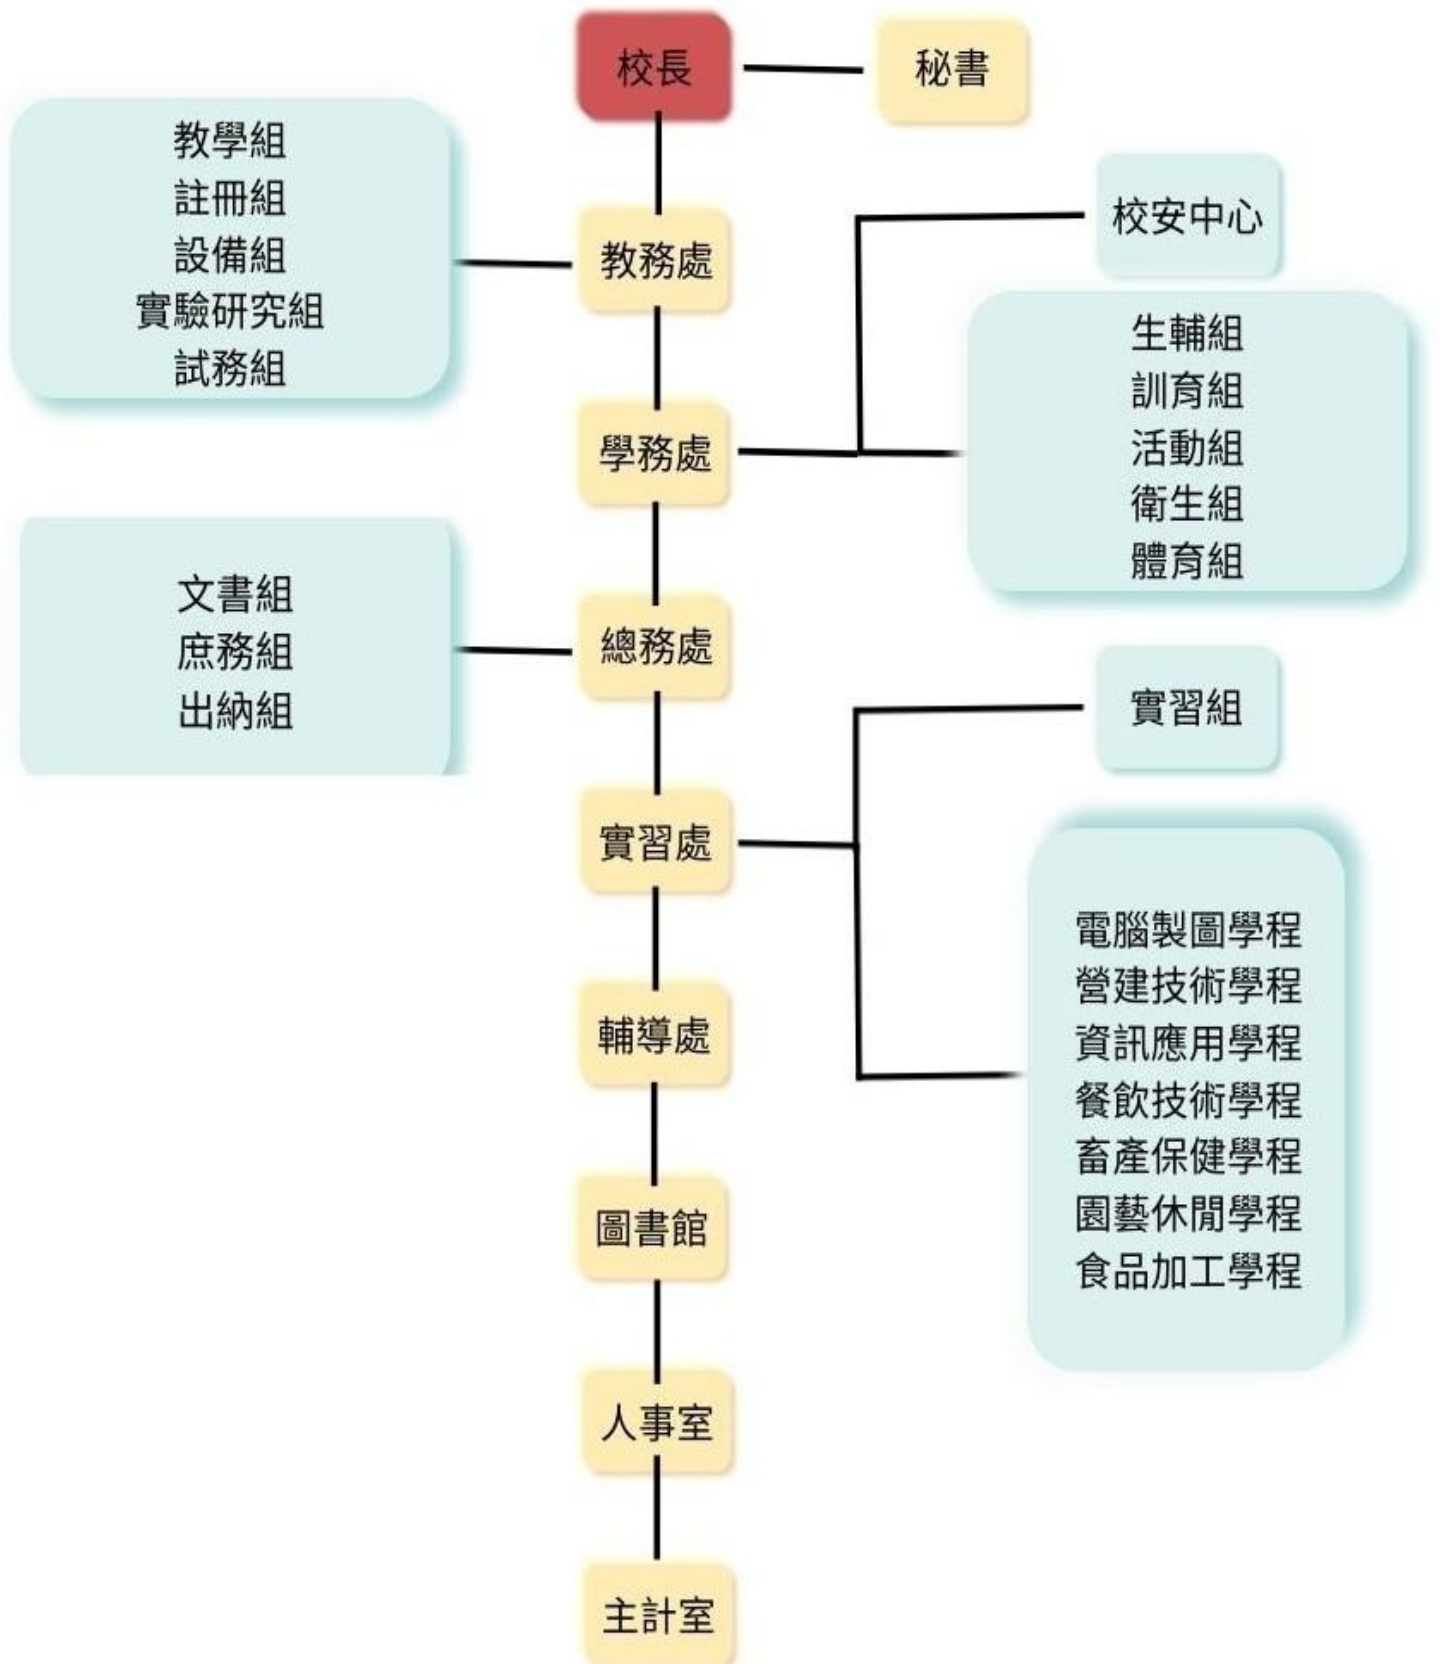 校長
秘書
教學組
註冊組
設備組
實驗研究組
試務組
教務處
校安中心
學務處
生輔組
訓育組
活動組
衛生組
體育組
文書組
庶務組
出納組
總務處
實習組
實習處
電腦製圖學程
營建技術學程
資訊應用學程
餐飲技術學程
畜產保健學程
園藝休閒學程
食品加工學程
輔導處
圖書館
人事室
主計室